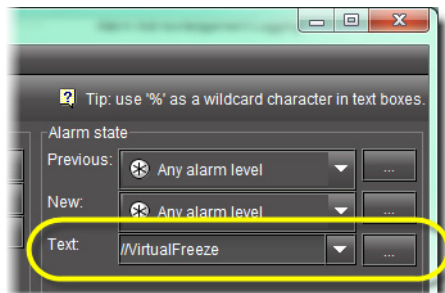 Tip: use '%' as a wildcard character in text boxes.
Alarm state
Previous:
Any alarm level
...
New:
Any alarm level
...
Text:
//VirtualFreeze
...